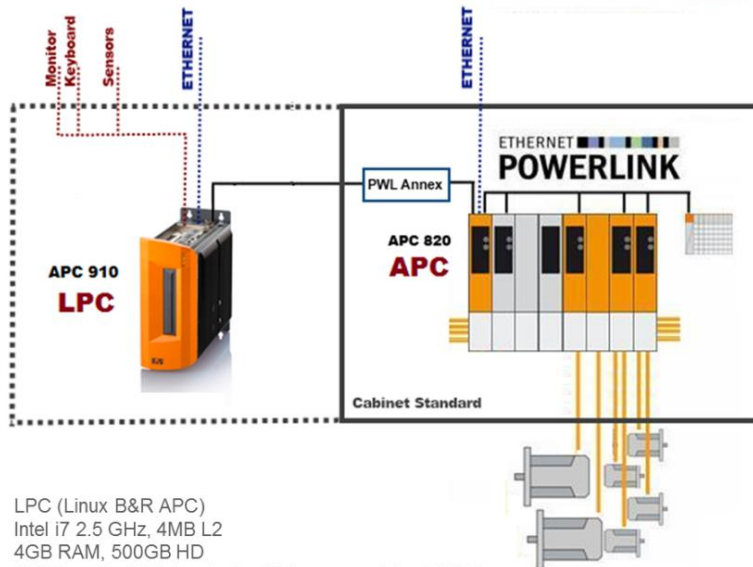 Monitor
Keyboard
Sensors
ETHERNET
ETHERNET
ETHERNET
POWERLINK
PWL Annex
APC 910
LPC
APC 820
APC
Cabinet Standard
LPC (Linux B&R APC)
Intel i7 2.5 GHz, 4MB L2
4GB RAM, 500GB HD